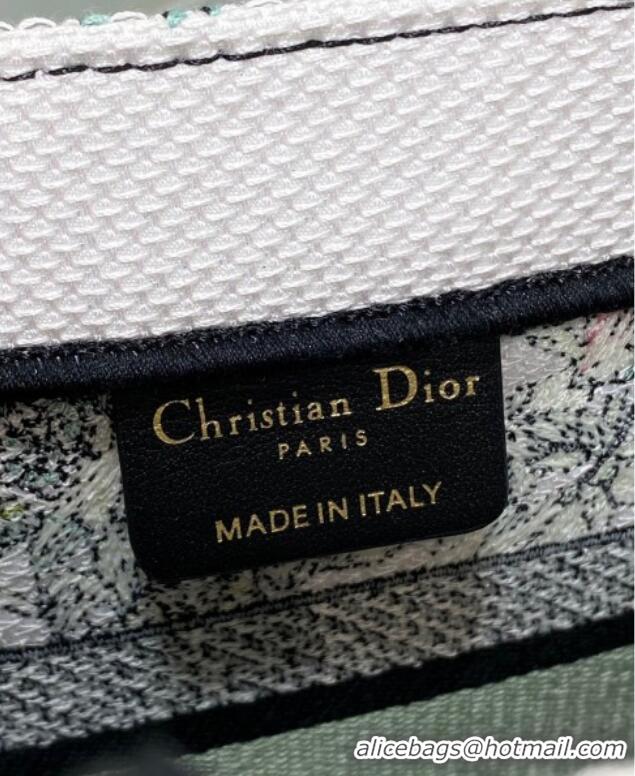 Christian Dior
PARIS
MADE IN ITALY
alicebags@hotmail.com